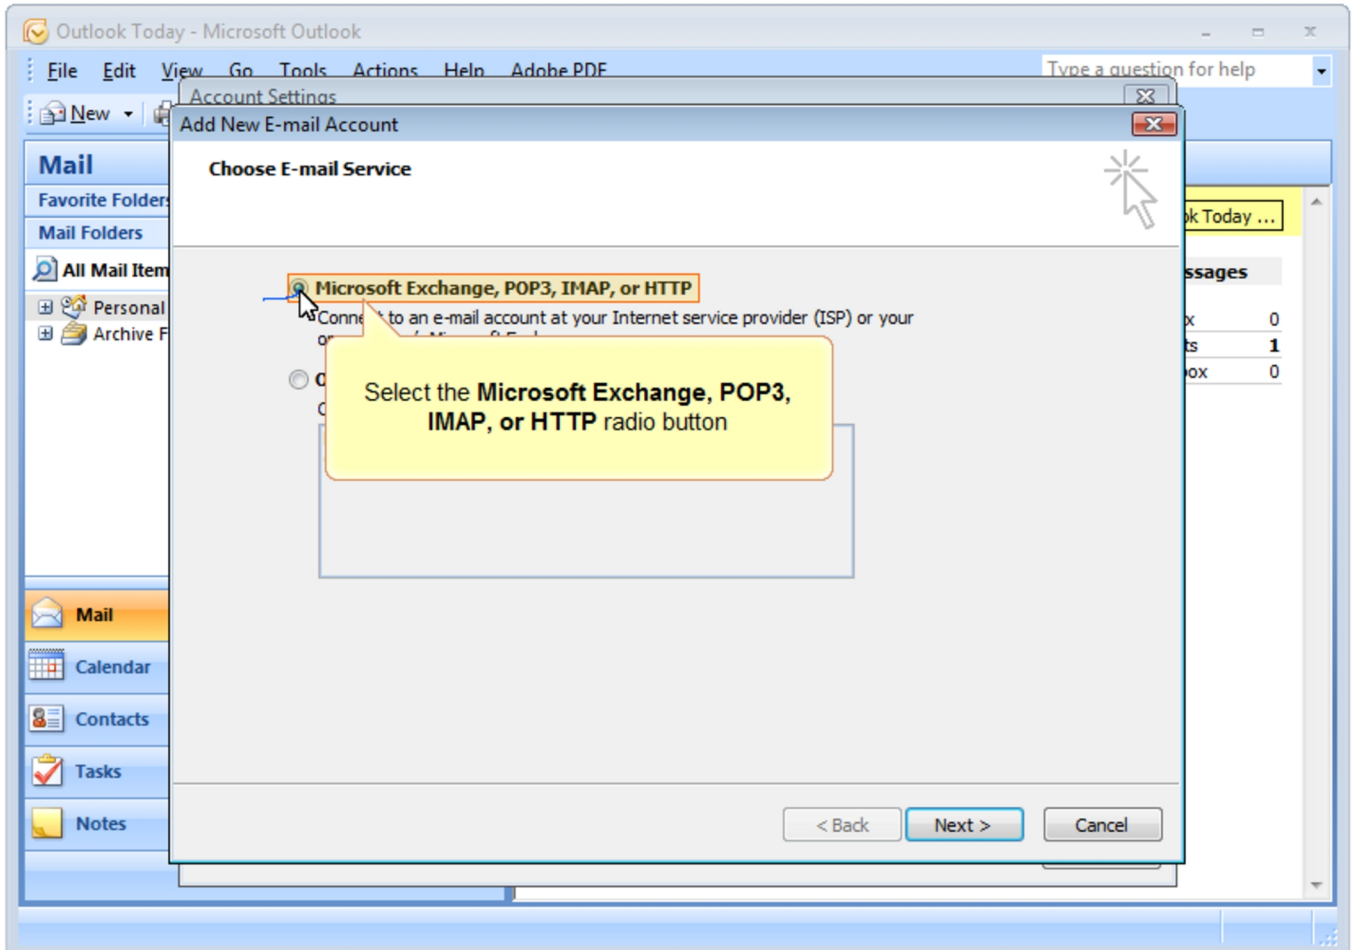 Outlook Today - Microsoft Outlook
File Edit View Go Tools Actions Help Adobe PDF
Type a question for help
Account Settings
New
Add New E-mail Account
Mail
Choose E-mail Service
Favorite Folders
Mail Folders
ok Today ...
All Mail Item
ssages
Microsoft Exchange, POP3, IMAP, or HTTP
Personal
Connect to an e-mail account at your Internet service provider (ISP) or your
x 0
Archive F
ts 1
box 0
Select the Microsoft Exchange, POP3,
IMAP, or HTTP radio button
Mail
Calendar
Contacts
Tasks
Notes
< Back Next > Cancel